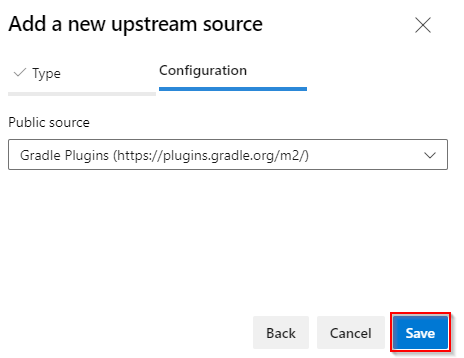 Add a new upstream source
Type
Configuration
Public source
Gradle Plugins (https://plugins.gradle.org/m2/)
Back
Cancel
Save